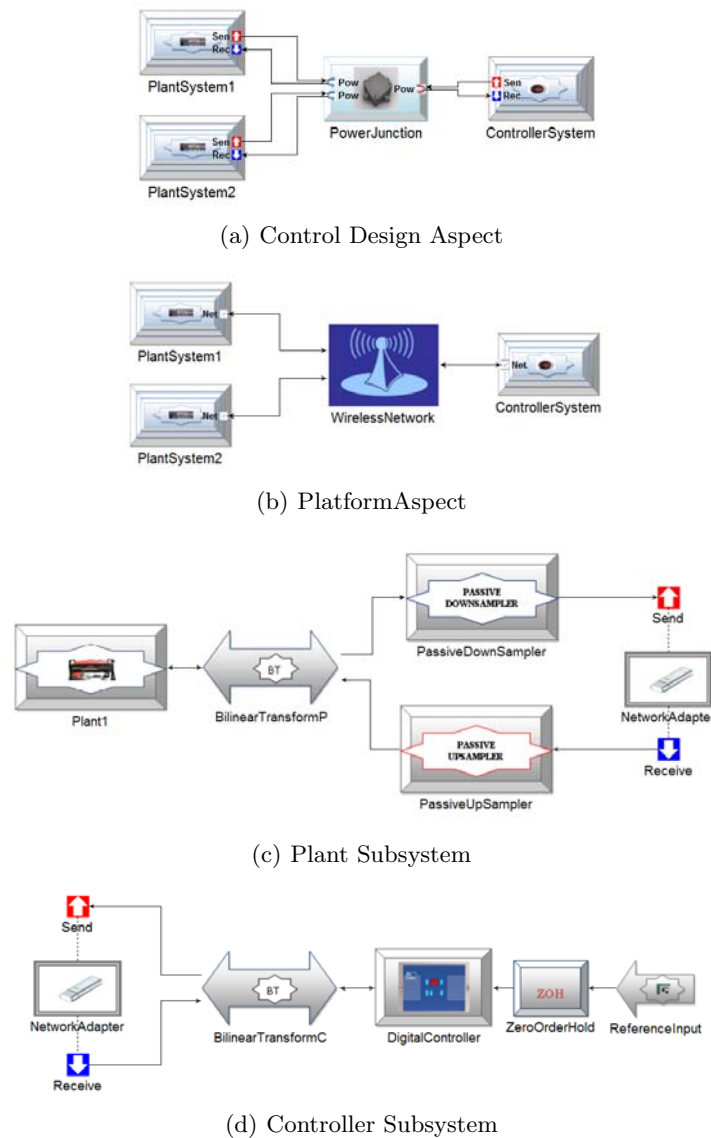 Sen
Rec
PlantSystem1
Sen
Rec
PlantSystem2
Pow
Pow
Pow
PowerJunction
Sen
Rec
ControllerSystem
(a) Control Design Aspect
Net
PlantSystem1
Net
PlantSystem2
WirelessNetwork
Net
ControllerSystem
(b) PlatformAspect
Plant1
BT
BilinearTransformP
PASSIVE
DOWNSAMPLER
PassiveDownSampler
PASSIVE
UPSAMPLER
PassiveUpSampler
Send
NetworkAdapte
Receive
(c) Plant Subsystem
Send
NetworkAdapter
Receive
BT
BilinearTransformC
DigitalController
ZOH
ZeroOrderHold
ReferenceInput
(d) Controller Subsystem